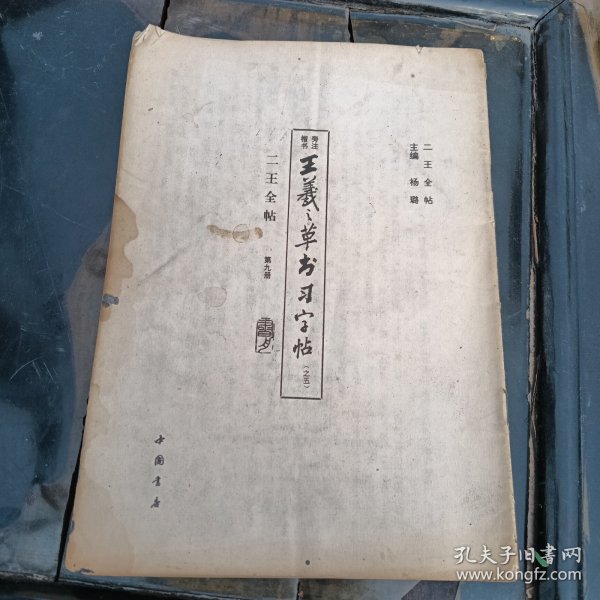 二王全帖
主编 杨璐
旁注
楷书
王羲之草书习字帖
（之五）
二王全帖
第九册
中国书店
孔夫子旧書网
www.kongfz.com